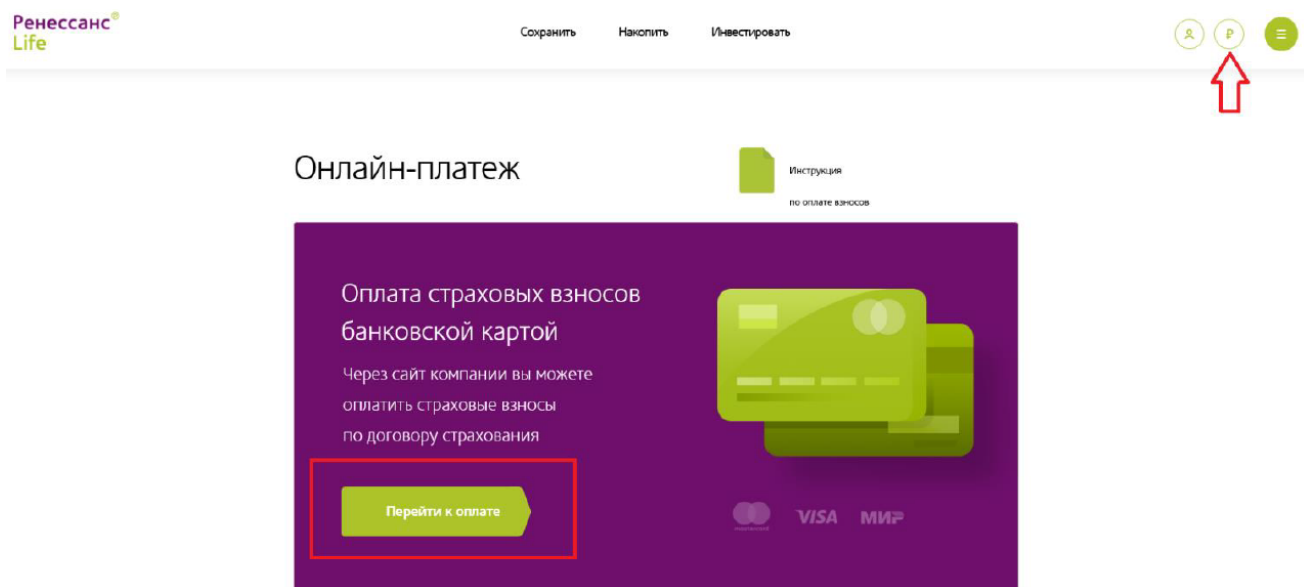 Ренессанс®
Life
Сохранить Накопить Инвестировать
₽
Онлайн-платеж
Инструкция
по оплате взносов
Оплата страховых взносов
банковской картой
Через сайт компании вы можете
оплатить страховые взносы
по договору страхования
Перейти к оплате
VISA МИР